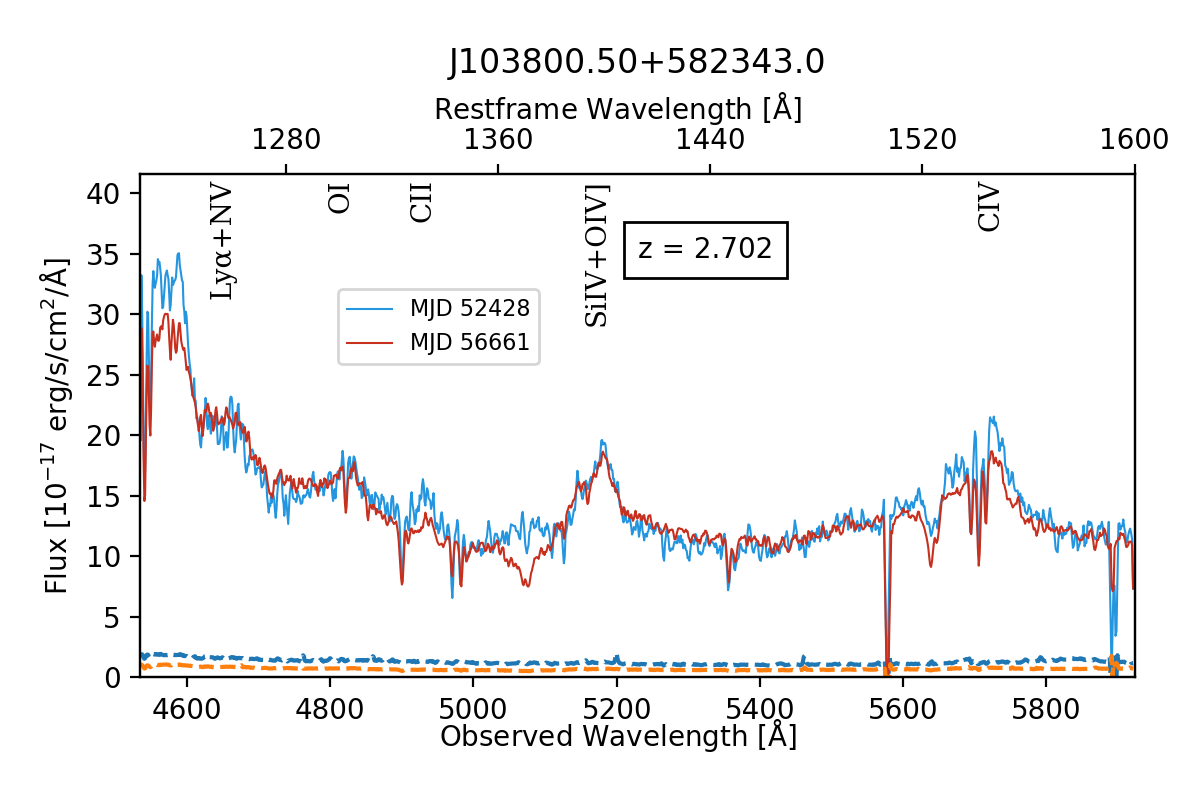 J103800.50+582343.0
Restframe Wavelength [Å]
1280 1360 1440 1520 1600
Lyα+NV
OI
CII
SiIV+OIV]
CIV
z = 2.702
MJD 52428
MJD 56661
Flux [10⁻¹⁷ erg/s/cm²/Å]
40
35
30
25
20
15
10
5
0
4600 4800 5000 5200 5400 5600 5800
Observed Wavelength [Å]